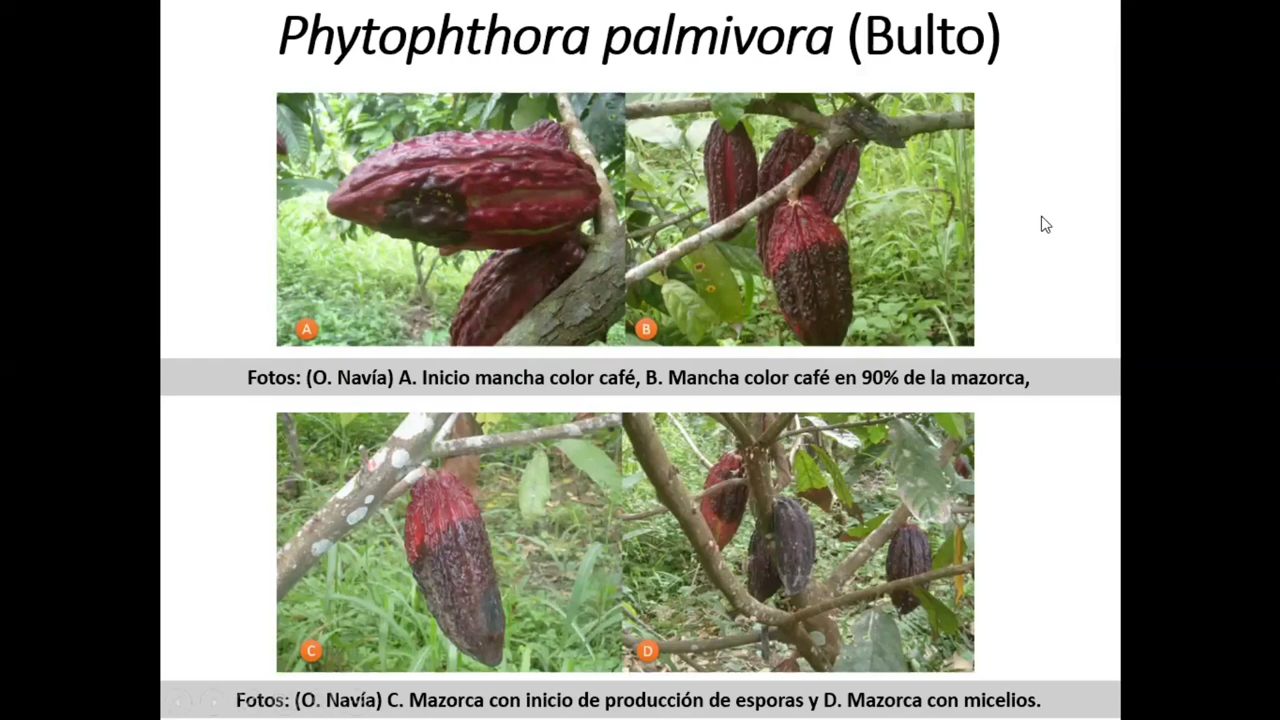 Phytophthora palmivora (Bulto)
A
B
Fotos: (O. Navía) A. Inicio mancha color café, B. Mancha color café en 90% de la mazorca,
C
D
Fotos: (O. Navía) C. Mazorca con inicio de producción de esporas y D. Mazorca con micelios.